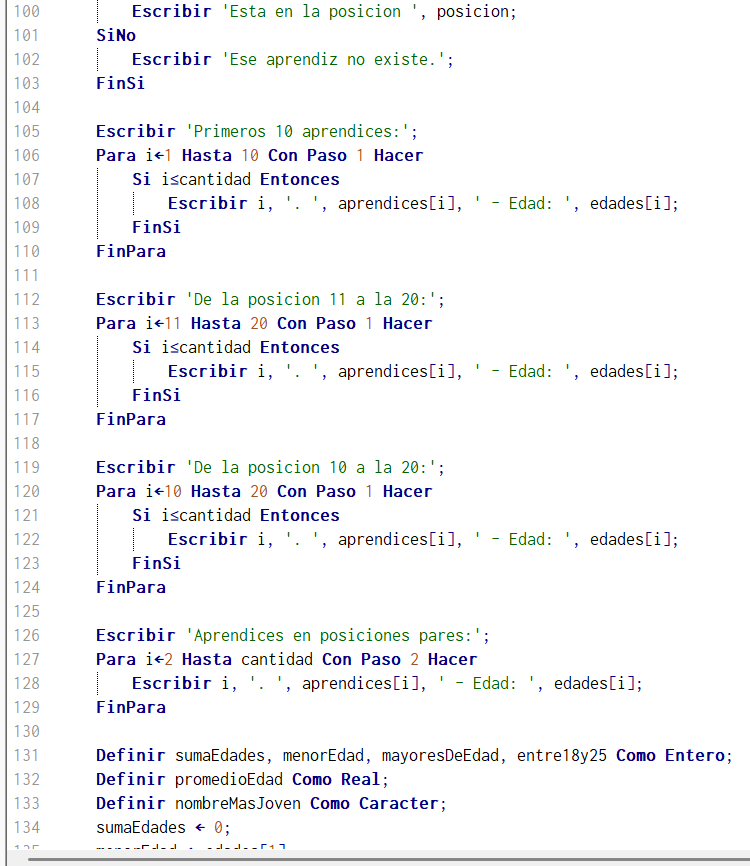 100 Escribir 'Esta en la posicion ', posicion;
101 SiNo
102 Escribir 'Ese aprendiz no existe.';
103 FinSi
104
105 Escribir 'Primeros 10 aprendices:';
106 Para i←1 Hasta 10 Con Paso 1 Hacer
107 Si i≤cantidad Entonces
108 Escribir i, '. ', aprendices[i], ' - Edad: ', edades[i];
109 FinSi
110 FinPara
111
112 Escribir 'De la posicion 11 a la 20:';
113 Para i←11 Hasta 20 Con Paso 1 Hacer
114 Si i≤cantidad Entonces
115 Escribir i, '. ', aprendices[i], ' - Edad: ', edades[i];
116 FinSi
117 FinPara
118
119 Escribir 'De la posicion 10 a la 20:';
120 Para i←10 Hasta 20 Con Paso 1 Hacer
121 Si i≤cantidad Entonces
122 Escribir i, '. ', aprendices[i], ' - Edad: ', edades[i];
123 FinSi
124 FinPara
125
126 Escribir 'Aprendices en posiciones pares:';
127 Para i←2 Hasta cantidad Con Paso 2 Hacer
128 Escribir i, '. ', aprendices[i], ' - Edad: ', edades[i];
129 FinPara
130
131 Definir sumaEdades, menorEdad, mayoresDeEdad, entre18y25 Como Entero;
132 Definir promedioEdad Como Real;
133 Definir nombreMasJoven Como Caracter;
134 sumaEdades ← 0;